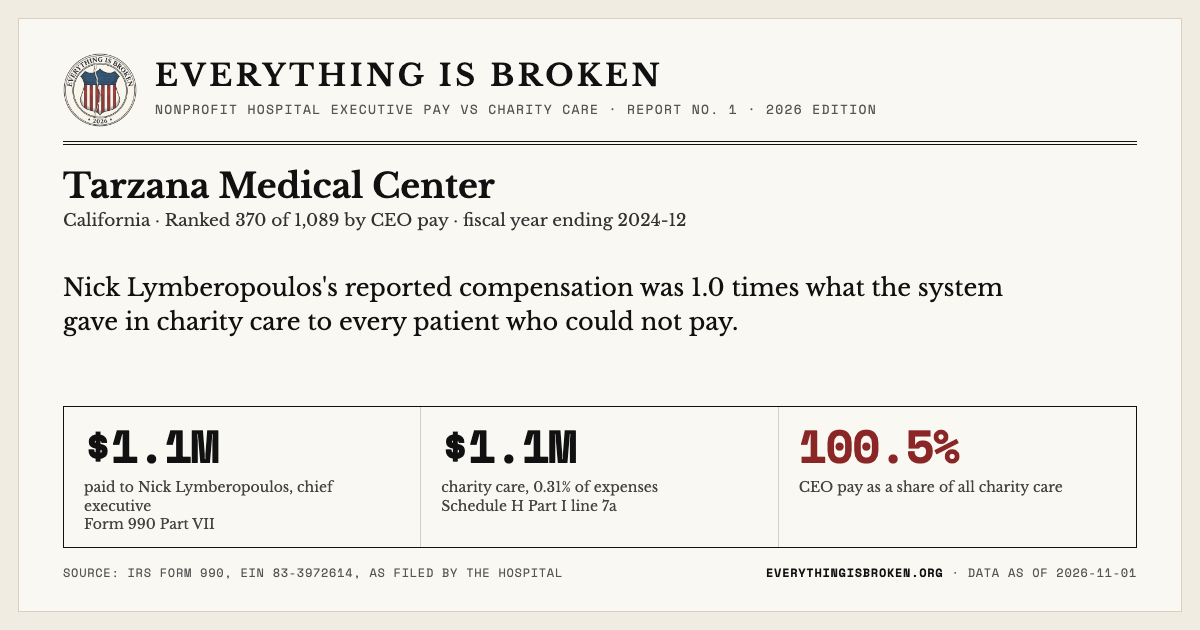 EVERYTHING IS BROKEN
· 2026 ·
EVERYTHING IS BROKEN
NONPROFIT HOSPITAL EXECUTIVE PAY VS CHARITY CARE · REPORT NO. 1 · 2026 EDITION
Tarzana Medical Center
California · Ranked 370 of 1,089 by CEO pay · fiscal year ending 2024-12
Nick Lymberopoulos's reported compensation was 1.0 times what the system
gave in charity care to every patient who could not pay.
$1.1M
paid to Nick Lymberopoulos, chief
executive
Form 990 Part VII
$1.1M
charity care, 0.31% of expenses
Schedule H Part I line 7a
100.5%
CEO pay as a share of all charity care
SOURCE: IRS FORM 990, EIN 83-3972614, AS FILED BY THE HOSPITAL
EVERYTHINGISBROKEN.ORG · DATA AS OF 2026-11-01